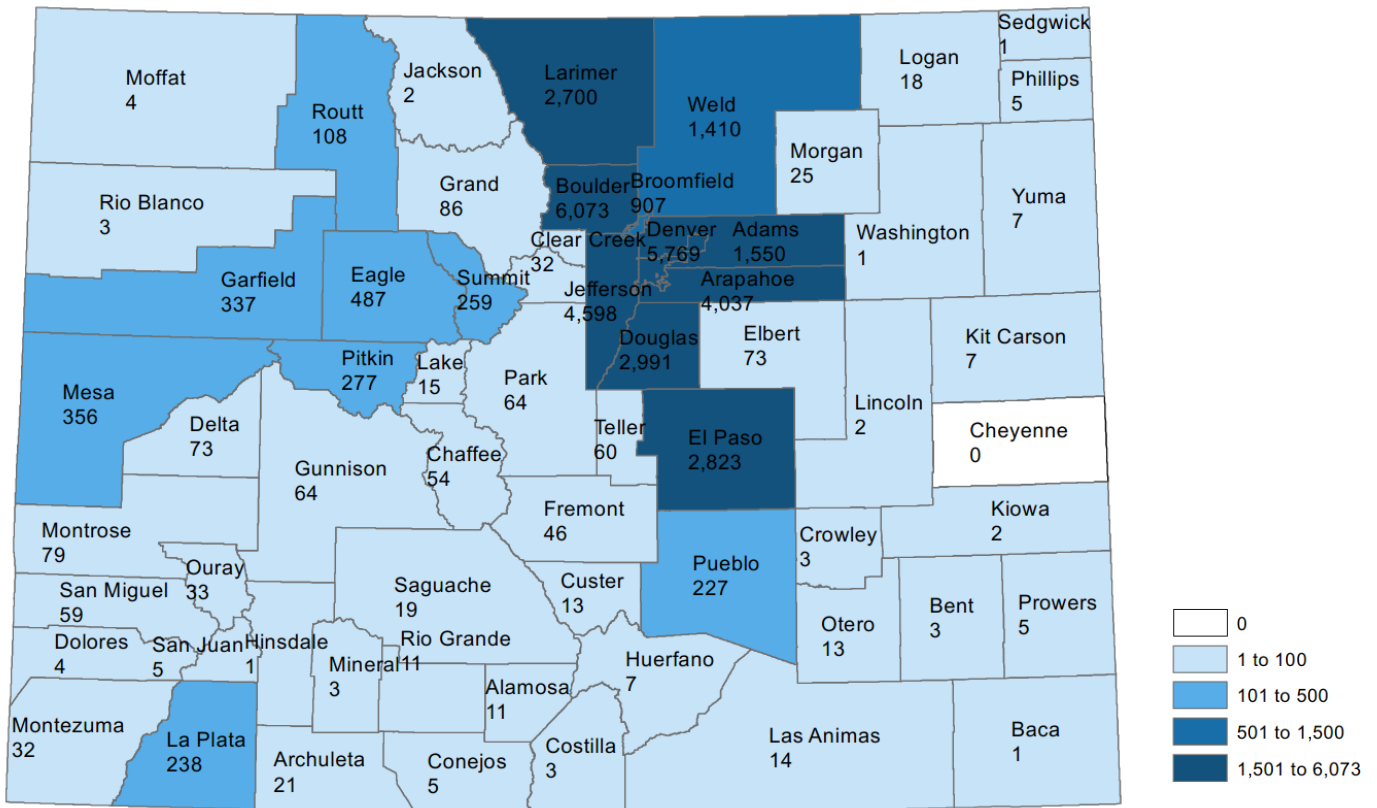 Moffat
4
Routt
108
Jackson
2
Larimer
2,700
Weld
1,410
Logan
18
Sedgwick
1
Phillips
5
Morgan
25
Rio Blanco
3
Grand
86
Boulder
6,073
Broomfield
907
Yuma
7
Washington
1
Clear Creek
32
Denver
5,769
Adams
1,550
Garfield
337
Eagle
487
Summit
259
Jefferson
4,598
Arapahoe
4,037
Mesa
356
Pitkin
277
Lake
15
Park
64
Douglas
2,991
Elbert
73
Kit Carson
7
Lincoln
2
Delta
73
Gunnison
64
Chaffee
54
Teller
60
El Paso
2,823
Cheyenne
0
Montrose
79
Fremont
46
Crowley
3
Kiowa
2
Ouray
33
Saguache
19
Custer
13
Pueblo
227
San Miguel
59
Otero
13
Bent
3
Prowers
5
Dolores
4
San Juan
5
Hinsdale
1
Mineral
3
Rio Grande
11
Huerfano
7
Alamosa
11
Montezuma
32
La Plata
238
Archuleta
21
Conejos
5
Costilla
3
Las Animas
14
Baca
1
0
1 to 100
101 to 500
501 to 1,500
1,501 to 6,073